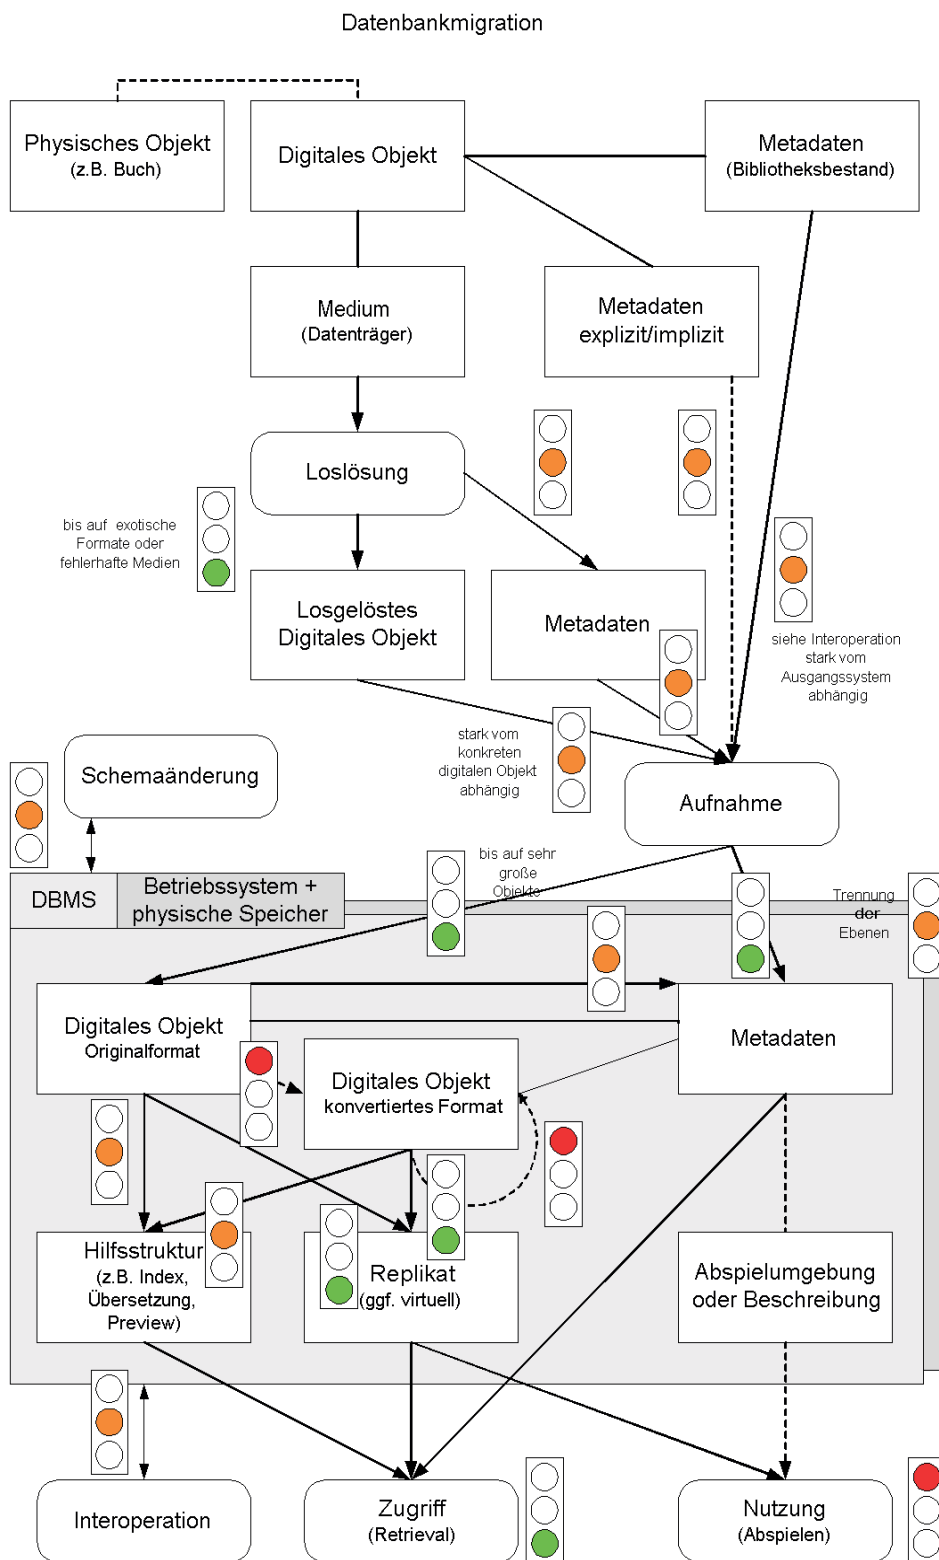 Datenbankmigration
Physisches Objekt
(z.B. Buch)
Digitales Objekt
Metadaten
(Bibliotheksbestand)
Medium
(Datenträger)
Metadaten
explizit/implizit
Loslösung
bis auf exotische
Formate oder
fehlerhafte Medien
Losgelöstes
Digitales Objekt
Metadaten
siehe Interoperation
stark vom
Ausgangssystem
abhängig
stark vom
konkreten
digitalen Objekt
abhängig
Schemaänderung
Aufnahme
bis auf sehr
große
Objekte
DBMS
Betriebssystem +
physische Speicher
Trennung
der
Ebenen
Digitales Objekt
Originalformat
Metadaten
Digitales Objekt
konvertiertes Format
Hilfsstruktur
(z.B. Index,
Übersetzung,
Preview)
Replikat
(ggf. virtuell)
Abspielumgebung
oder Beschreibung
Interoperation
Zugriff
(Retrieval)
Nutzung
(Abspielen)